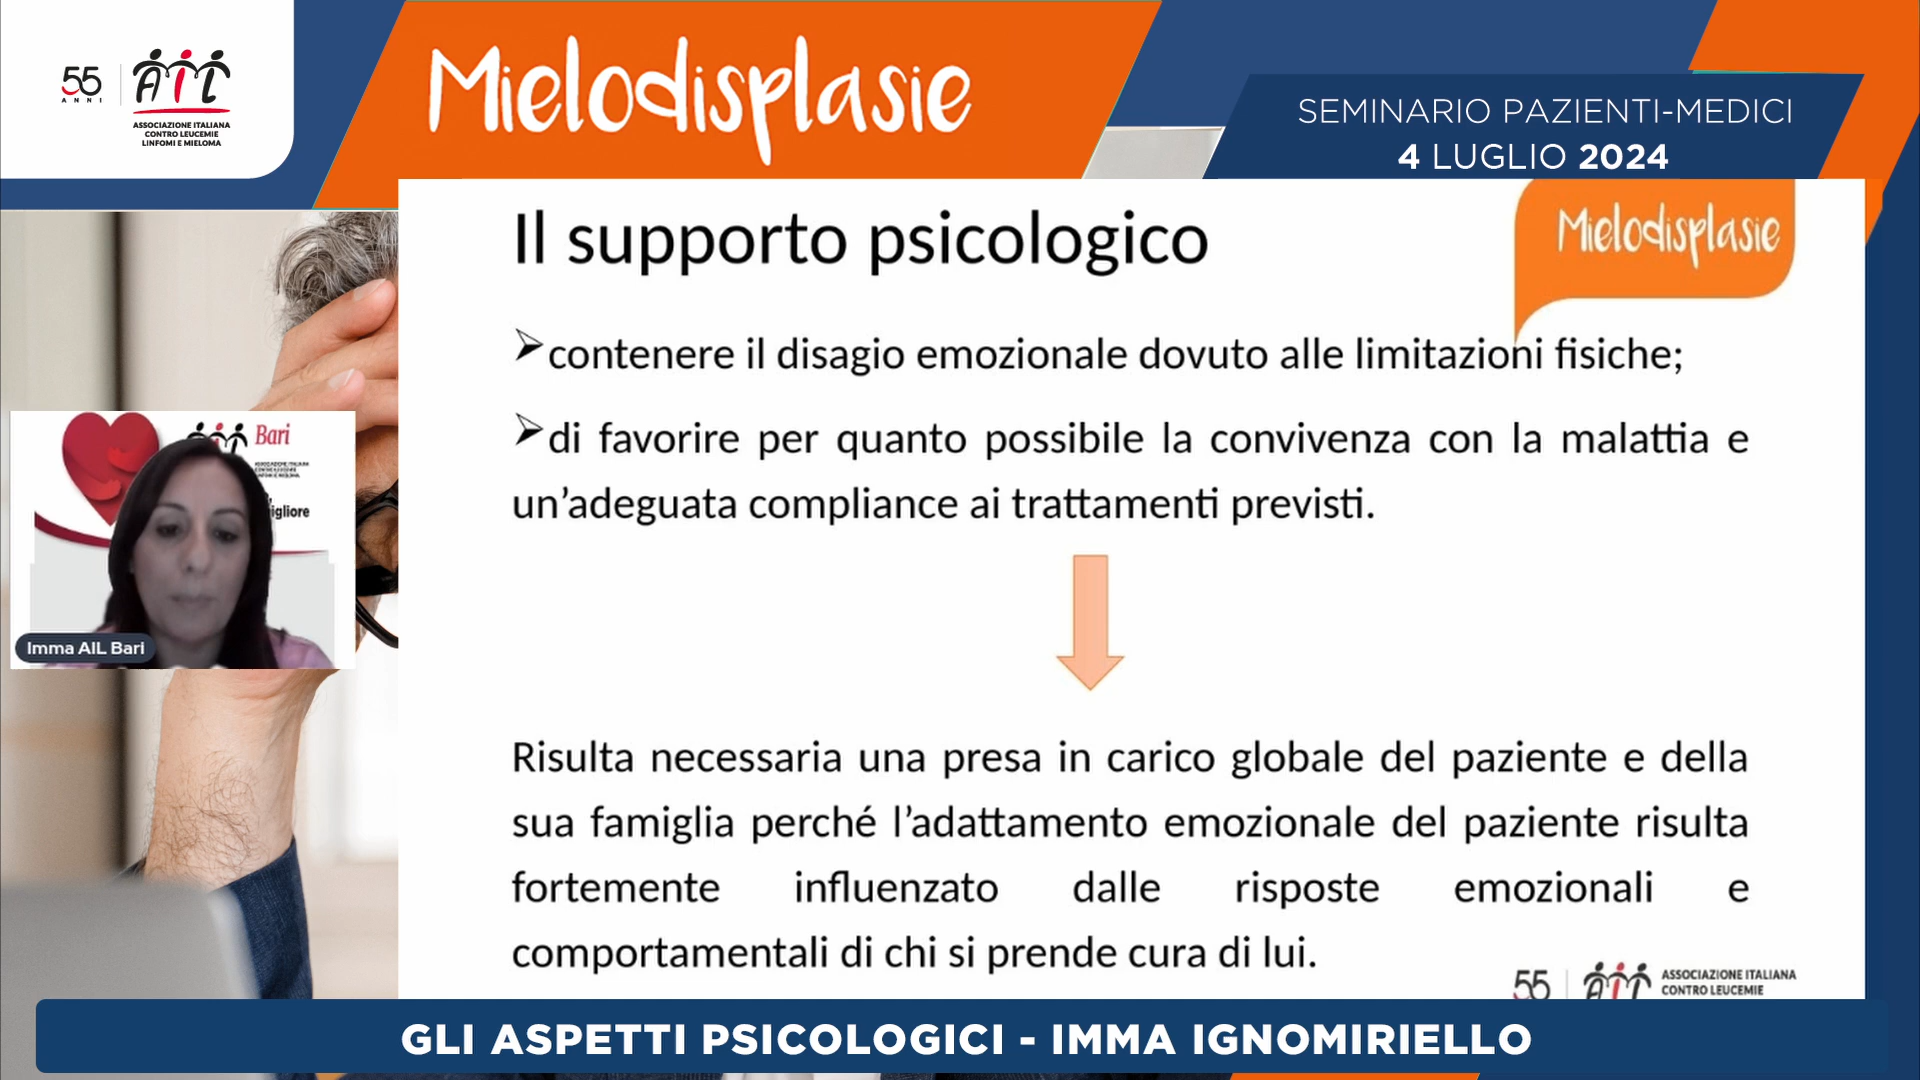 55
ANNI
AIL
ASSOCIAZIONE ITALIANA
CONTRO LEUCEMIE
LINFOMI E MIELOMA
Mielodisplasie
SEMINARIO PAZIENTI-MEDICI
4 LUGLIO 2024
Il supporto psicologico
Mielodisplasie
➢contenere il disagio emozionale dovuto alle limitazioni fisiche;
➢di favorire per quanto possibile la convivenza con la malattia e
un’adeguata compliance ai trattamenti previsti.
Risulta necessaria una presa in carico globale del paziente e della
sua famiglia perché l’adattamento emozionale del paziente risulta
fortemente influenzato dalle risposte emozionali e
comportamentali di chi si prende cura di lui.
55
AIL
ASSOCIAZIONE ITALIANA
CONTRO LEUCEMIE
Bari
igliore
Imma AIL Bari
GLI ASPETTI PSICOLOGICI - IMMA IGNOMIRIELLO